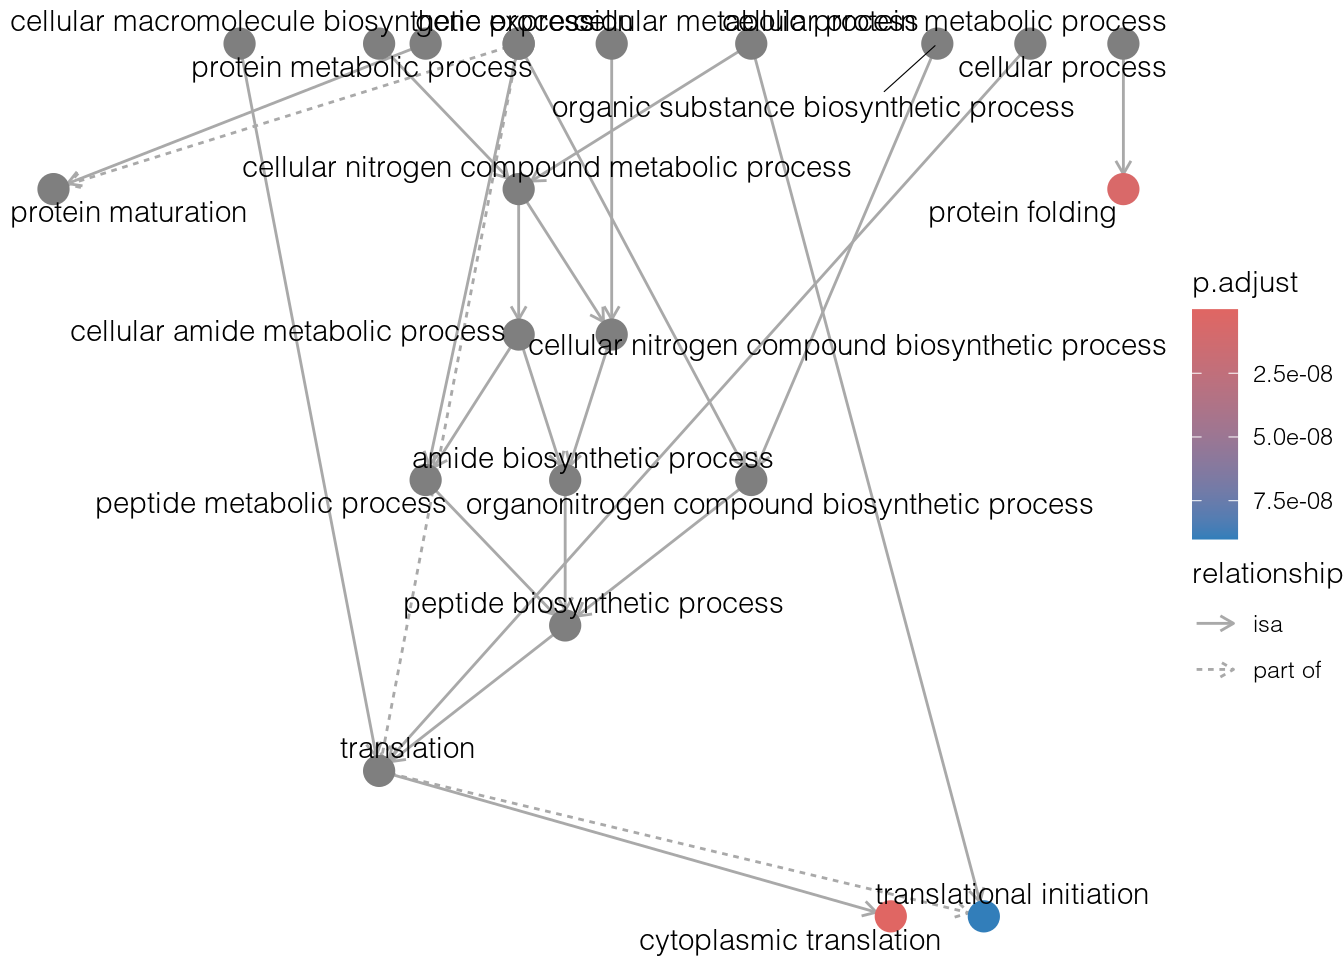 cellular macromolecule biosynthetic process
gene expression
cellular metabolic process
cellular protein metabolic process
protein metabolic process
cellular process
organic substance biosynthetic process
cellular nitrogen compound metabolic process
protein maturation
protein folding
cellular amide metabolic process
cellular nitrogen compound biosynthetic process
amide biosynthetic process
peptide metabolic process
organonitrogen compound biosynthetic process
peptide biosynthetic process
translation
translational initiation
cytoplasmic translation
p.adjust
2.5e-08
5.0e-08
7.5e-08
relationship
isa
part of